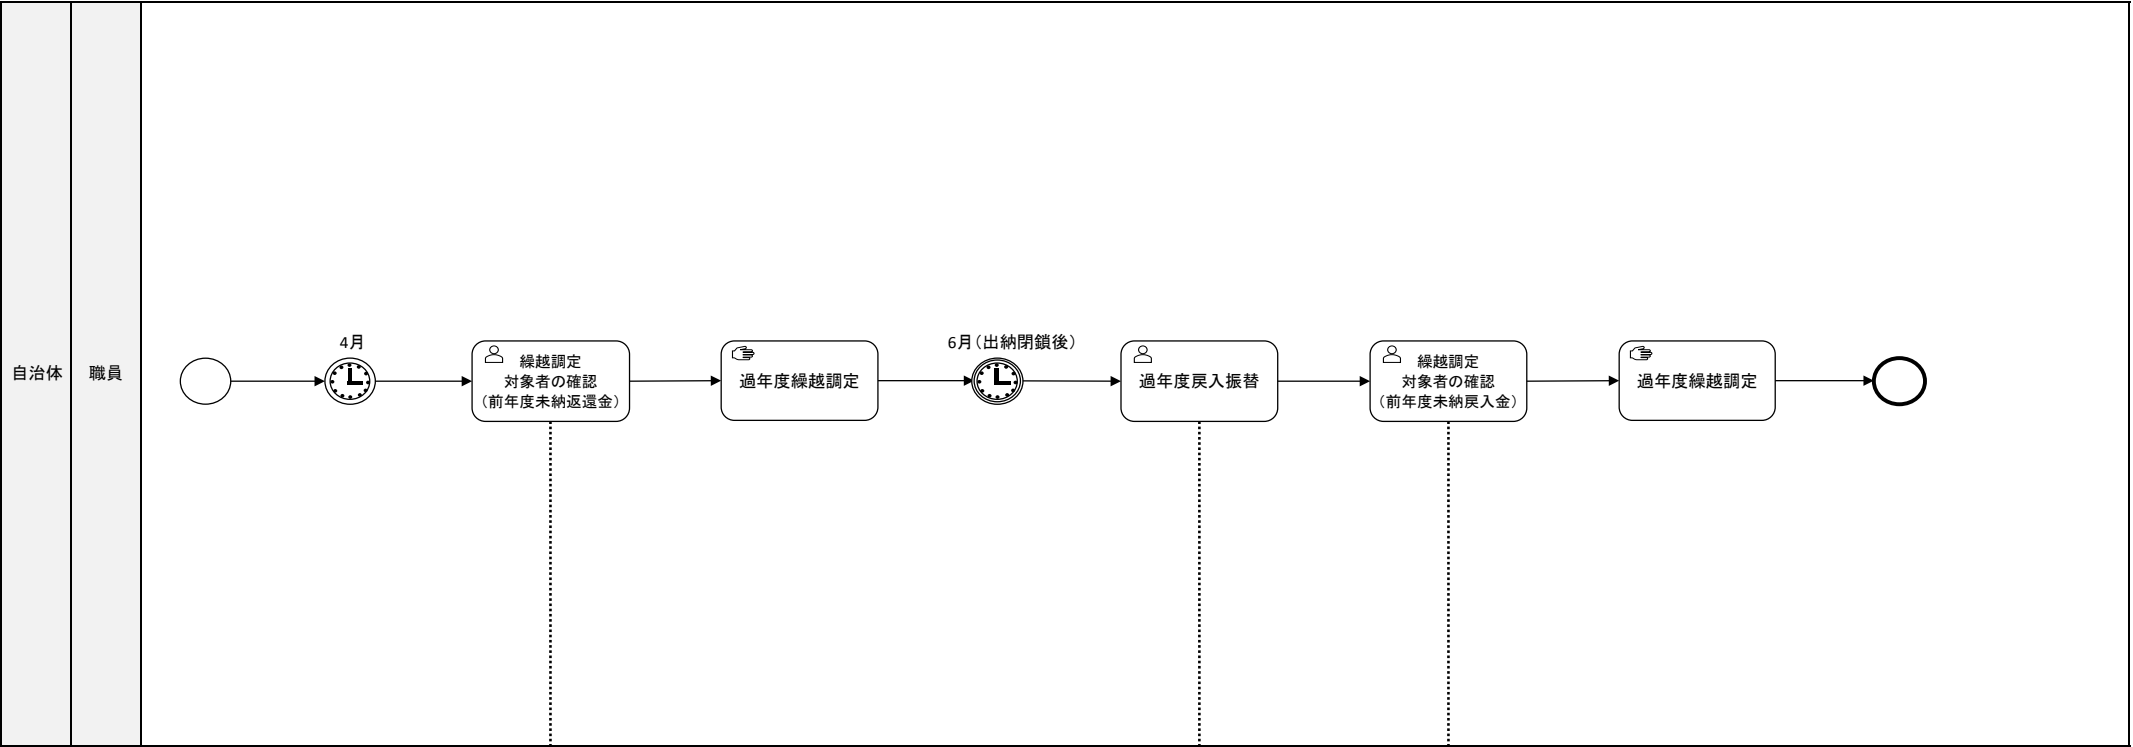 自治体
職員
4月
繰越調定
対象者の確認
（前年度未納返還金）
過年度繰越調定
6月（出納閉鎖後）
過年度戻入振替
繰越調定
対象者の確認
（前年度未納戻入金）
過年度繰越調定